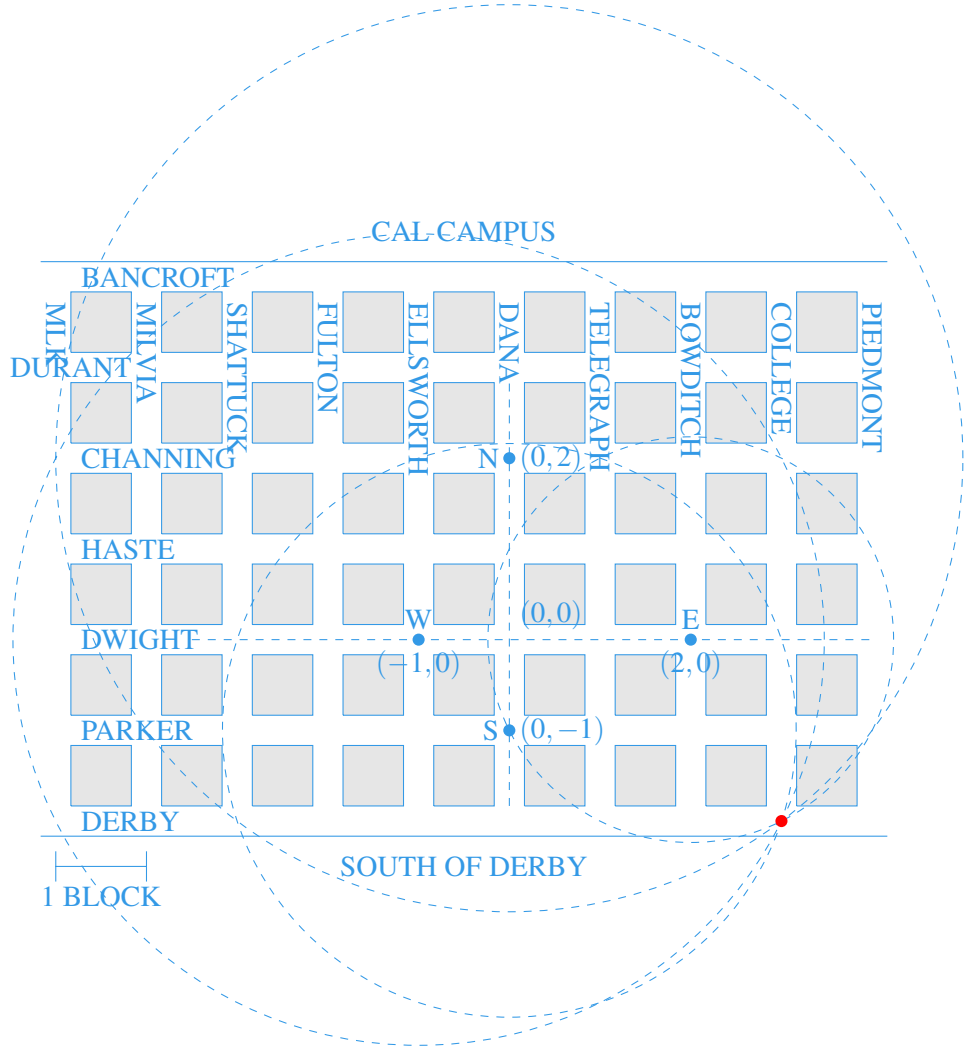 CAL CAMPUS
BANCROFT
MLK
MILVIA
SHATTUCK
FULTON
ELLSWORTH
DANA
TELEGRAPH
BOWDITCH
COLLEGE
PIEDMONT
DURANT
CHANNING
N (0, 2)
HASTE
W
(0, 0)
E
DWIGHT
(−1, 0)
(2, 0)
PARKER
S (0, −1)
DERBY
SOUTH OF DERBY
1 BLOCK